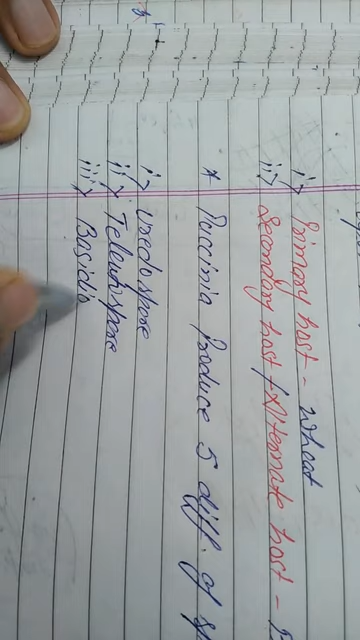 i) Primary host - wheat
ii) Secondary host / Alternate host -
* Puccinia Produce 5 diff. of
i) Uredospore
ii) Teleutospore
iii) Basidio